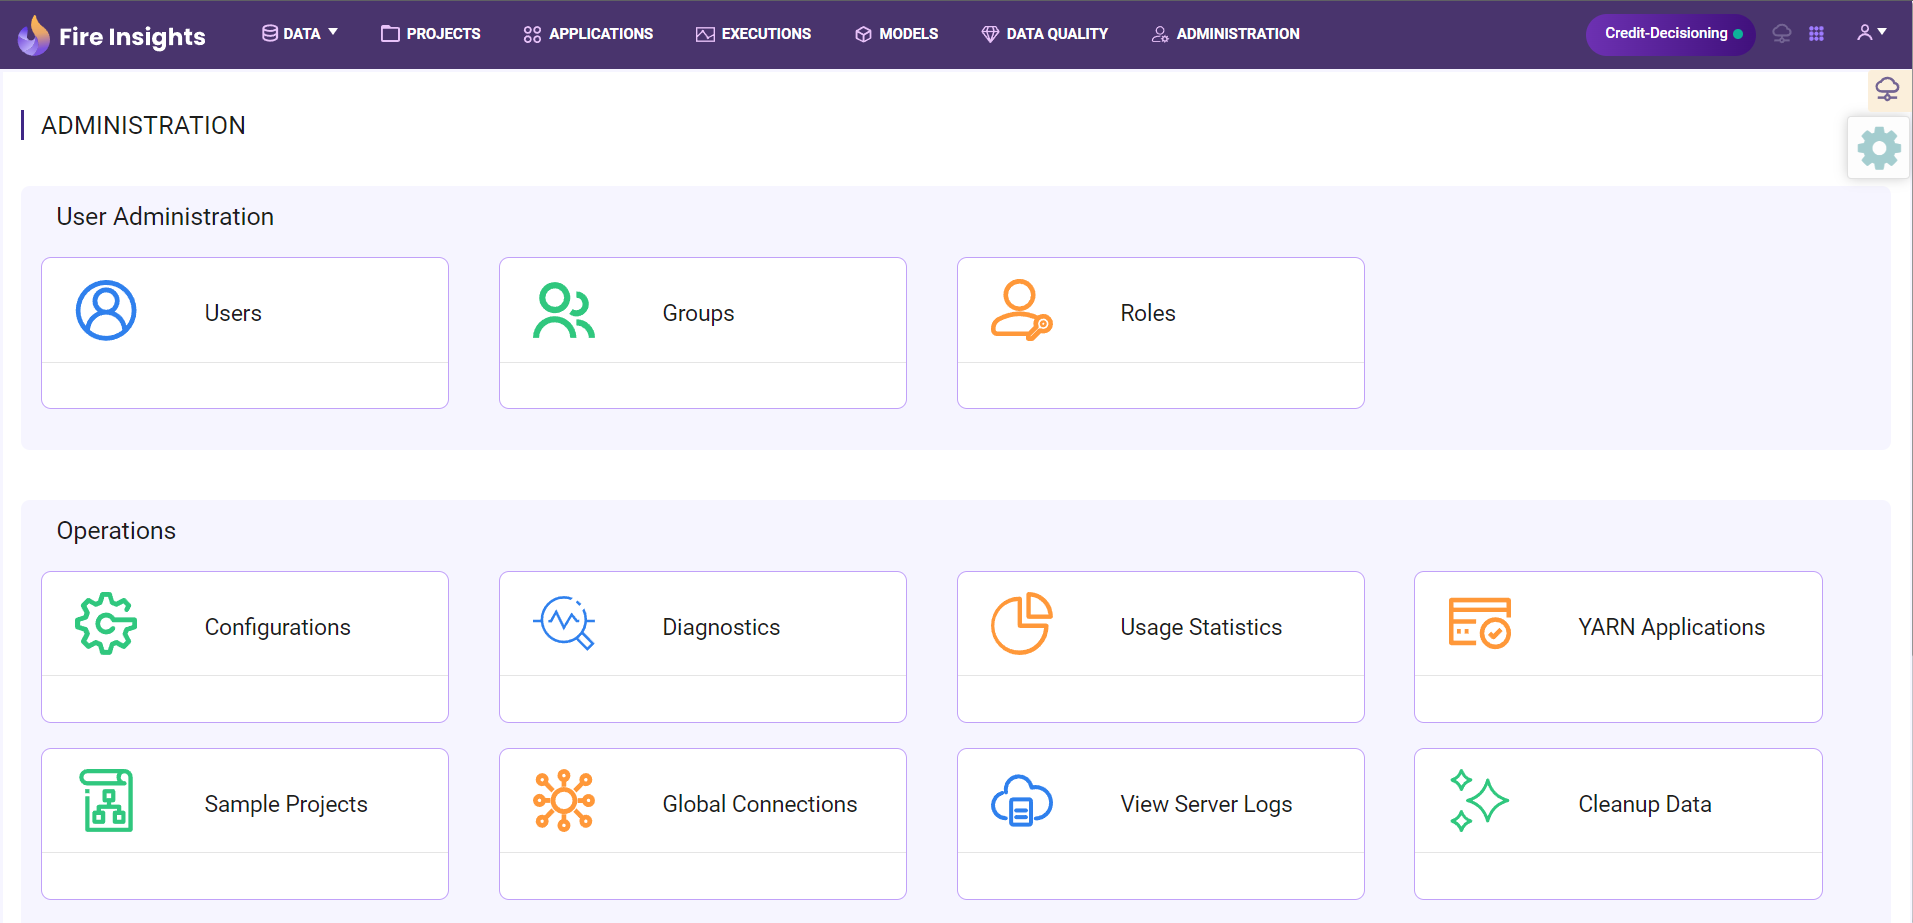 Fire Insights DATA PROJECTS APPLICATIONS EXECUTIONS MODELS DATA QUALITY ADMINISTRATION Credit-Decisioning
ADMINISTRATION
User Administration
Users Groups Roles
Operations
Configurations Diagnostics Usage Statistics YARN Applications
Sample Projects Global Connections View Server Logs Cleanup Data